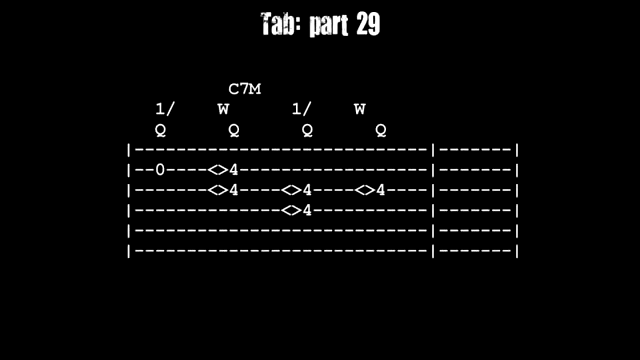 Tab: part 29
C7M
1/ W 1/ W
Q Q Q Q
|----------------------------|-------|
|--0----<>4------------------|-------|
|-------<>4----<>4----<>4----|-------|
|--------------<>4-----------|-------|
|----------------------------|-------|
|----------------------------|-------|